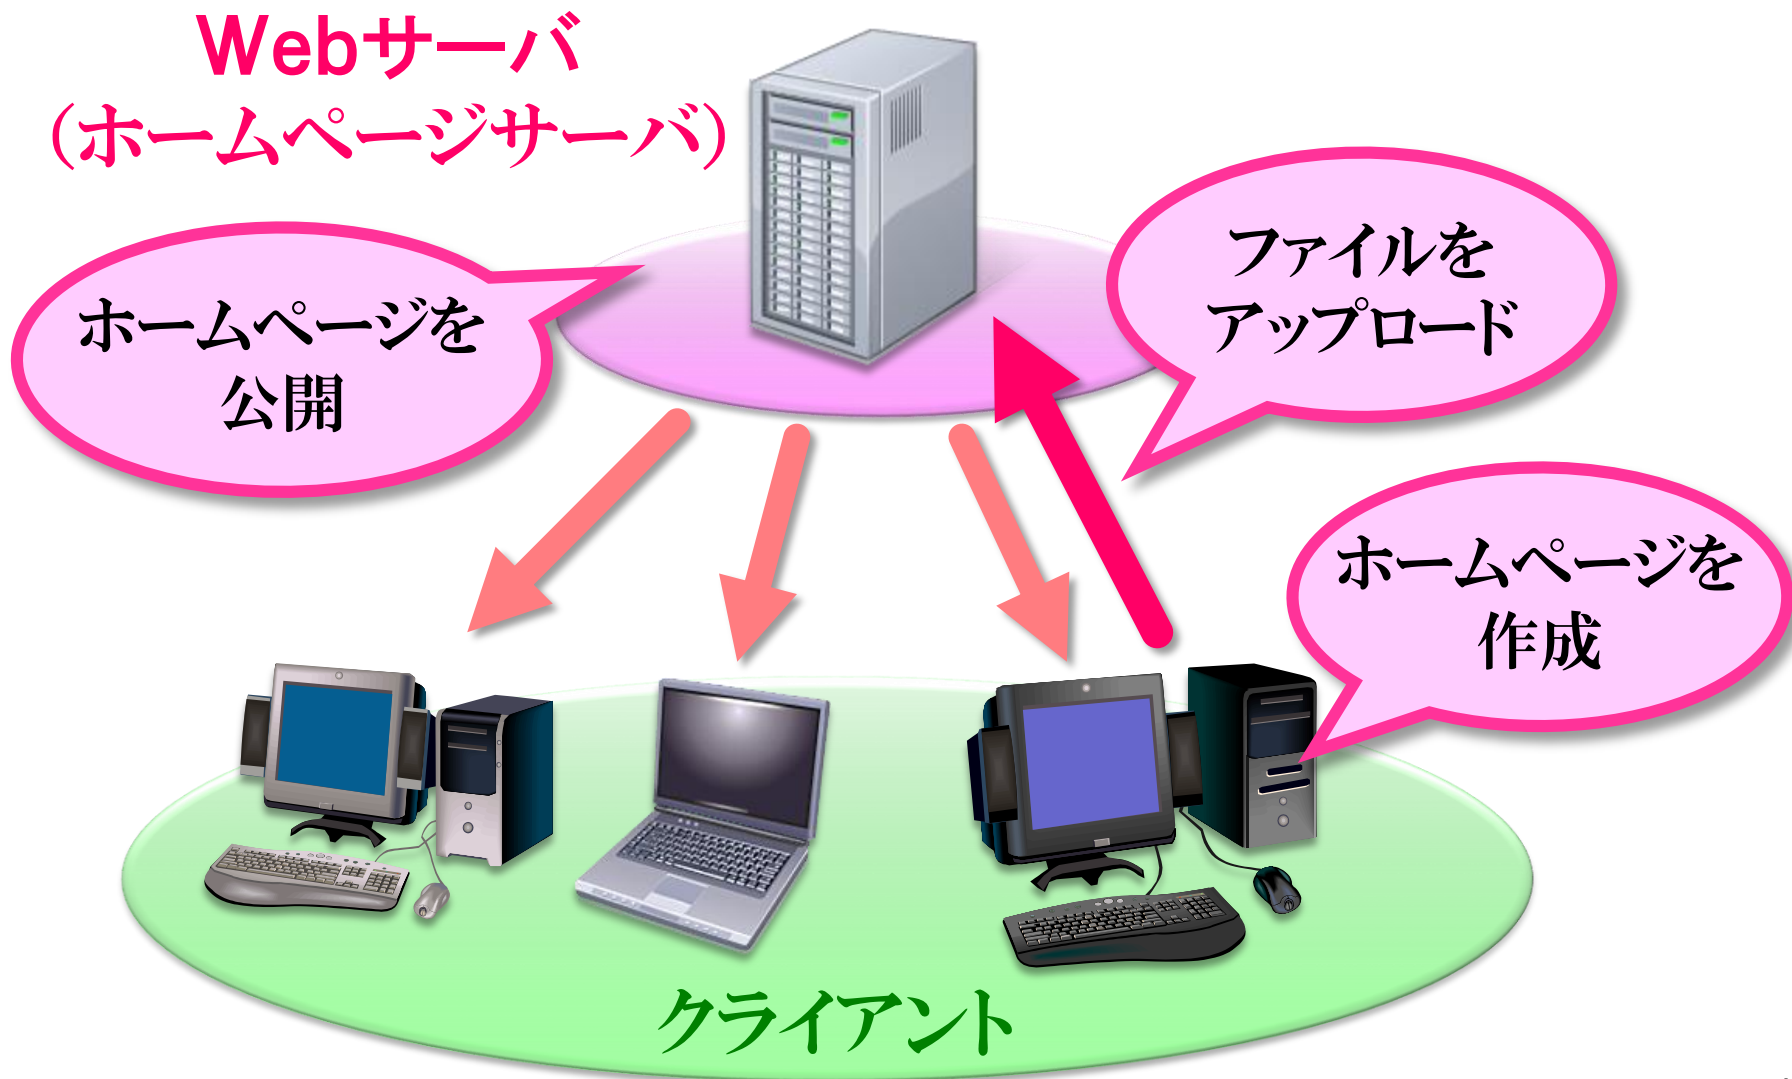 Webサーバ
(ホームページサーバ)
ホームページを
公開
ファイルを
アップロード
ホームページを
作成
クライアント